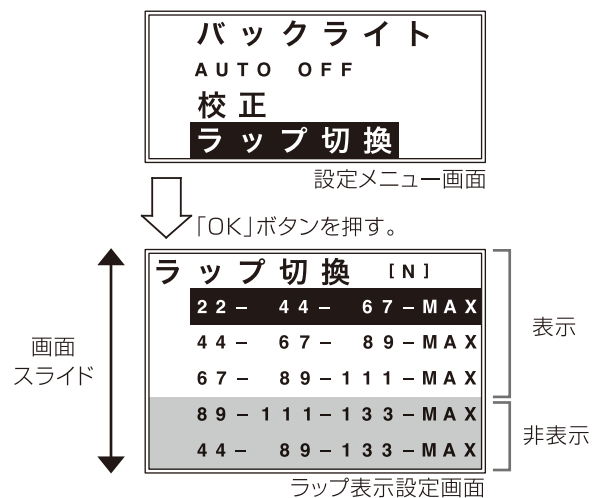 バックライト
AUTO OFF
校正
ラップ切換
設定メニュー画面
「OK」ボタンを押す。
ラップ切換 [N]
22- 44- 67-MAX
44- 67- 89-MAX
67- 89-111-MAX
89-111-133-MAX
44- 89-133-MAX
画面
スライド
表示
非表示
ラップ表示設定画面